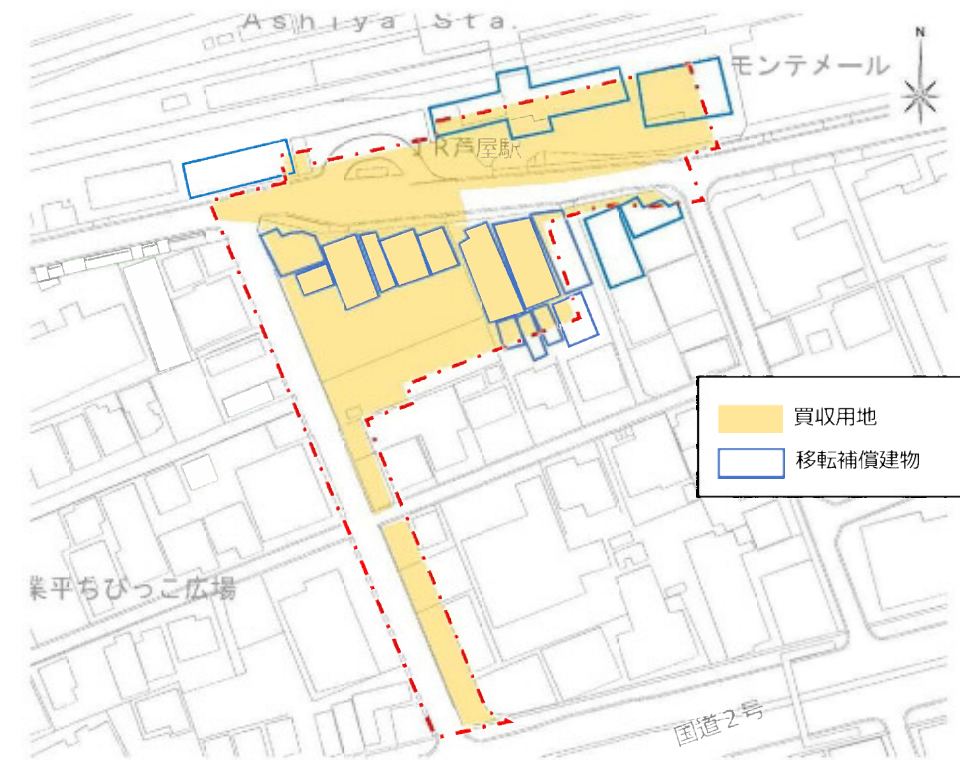 Ashiya Sta.
N
モンテメール
JR芦屋駅
買収用地
移転補償建物
業平ちびっこ広場
国道2号